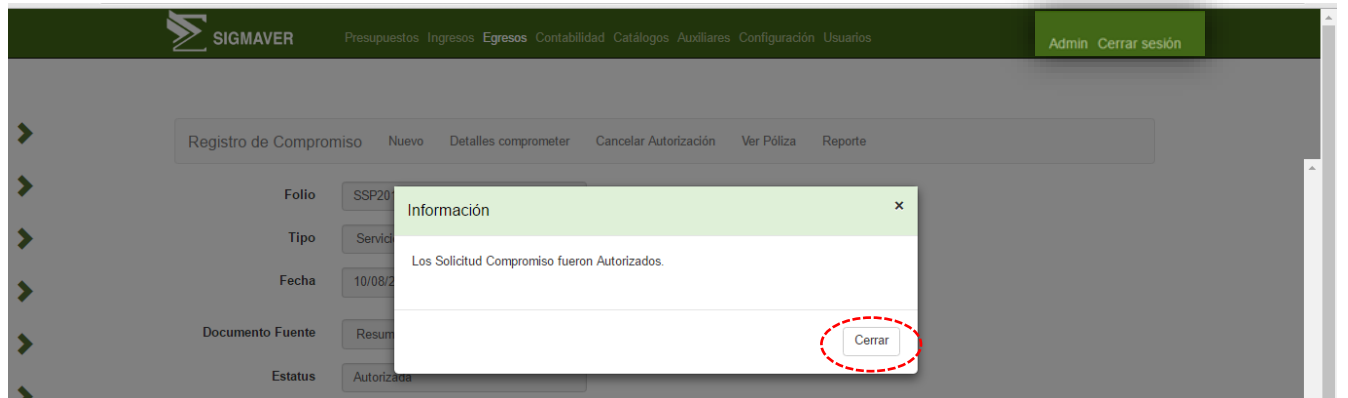 SIGMAVER Presupuestos Ingresos Egresos Contabilidad Catálogos Auxiliares Configuración Usuarios Admin Cerrar sesión
Registro de Compromiso Nuevo Detalles comprometer Cancelar Autorización Ver Póliza Reporte
Folio SSP201
Información ×
Tipo Servici
Los Solicitud Compromiso fueron Autorizados.
Fecha 10/08/2
Documento Fuente Resum
Cerrar
Estatus Autorizada